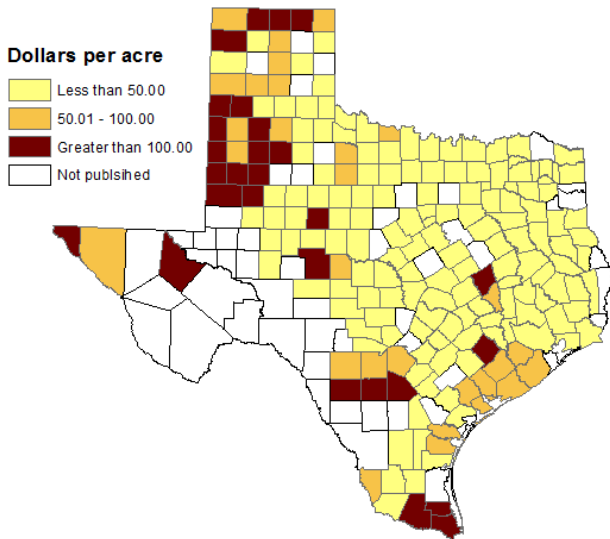 Dollars per acre
Less than 50.00
50.01 - 100.00
Greater than 100.00
Not publsihed